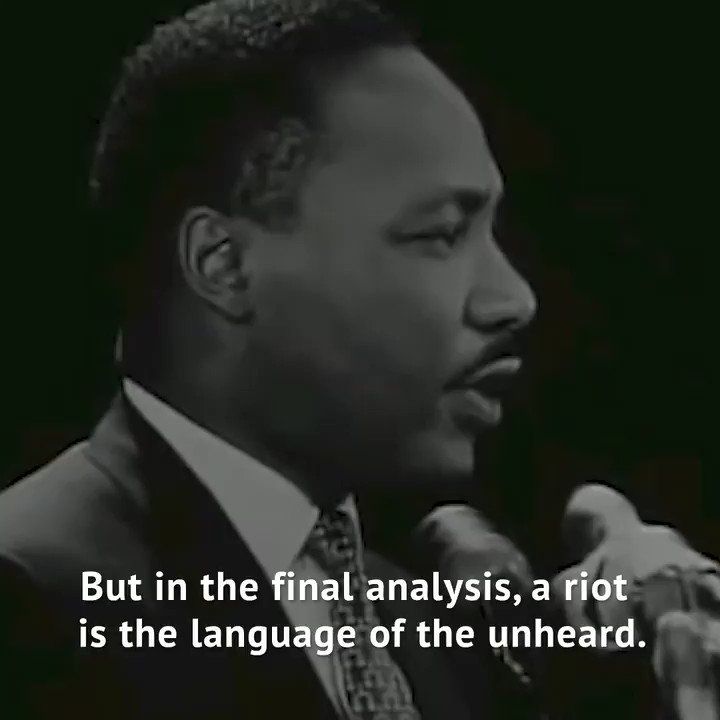 But in the final analysis, a riot
is the language of the unheard.